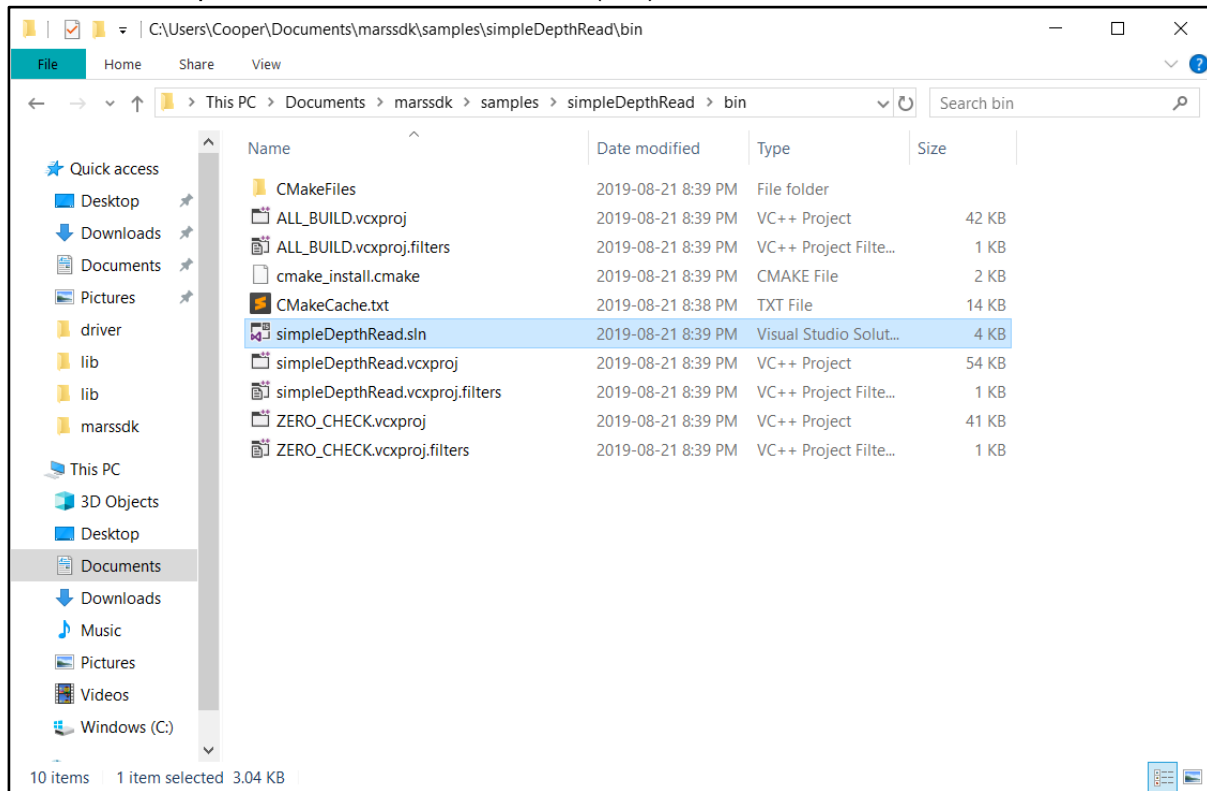 C:\Users\Cooper\Documents\marssdk\samples\simpleDepthRead\bin
File Home Share View
This PC > Documents > marssdk > samples > simpleDepthRead > bin Search bin
Name Date modified Type Size
Quick access
Desktop
Downloads
Documents
Pictures
driver
lib
lib
marssdk
This PC
3D Objects
Desktop
Documents
Downloads
Music
Pictures
Videos
Windows (C:)
CMakeFiles 2019-08-21 8:39 PM File folder
ALL_BUILD.vcxproj 2019-08-21 8:39 PM VC++ Project 42 KB
ALL_BUILD.vcxproj.filters 2019-08-21 8:39 PM VC++ Project Filte... 1 KB
cmake_install.cmake 2019-08-21 8:39 PM CMAKE File 2 KB
CMakeCache.txt 2019-08-21 8:38 PM TXT File 14 KB
simpleDepthRead.sln 2019-08-21 8:39 PM Visual Studio Solut... 4 KB
simpleDepthRead.vcxproj 2019-08-21 8:39 PM VC++ Project 54 KB
simpleDepthRead.vcxproj.filters 2019-08-21 8:39 PM VC++ Project Filte... 1 KB
ZERO_CHECK.vcxproj 2019-08-21 8:39 PM VC++ Project 41 KB
ZERO_CHECK.vcxproj.filters 2019-08-21 8:39 PM VC++ Project Filte... 1 KB
10 items 1 item selected 3.04 KB